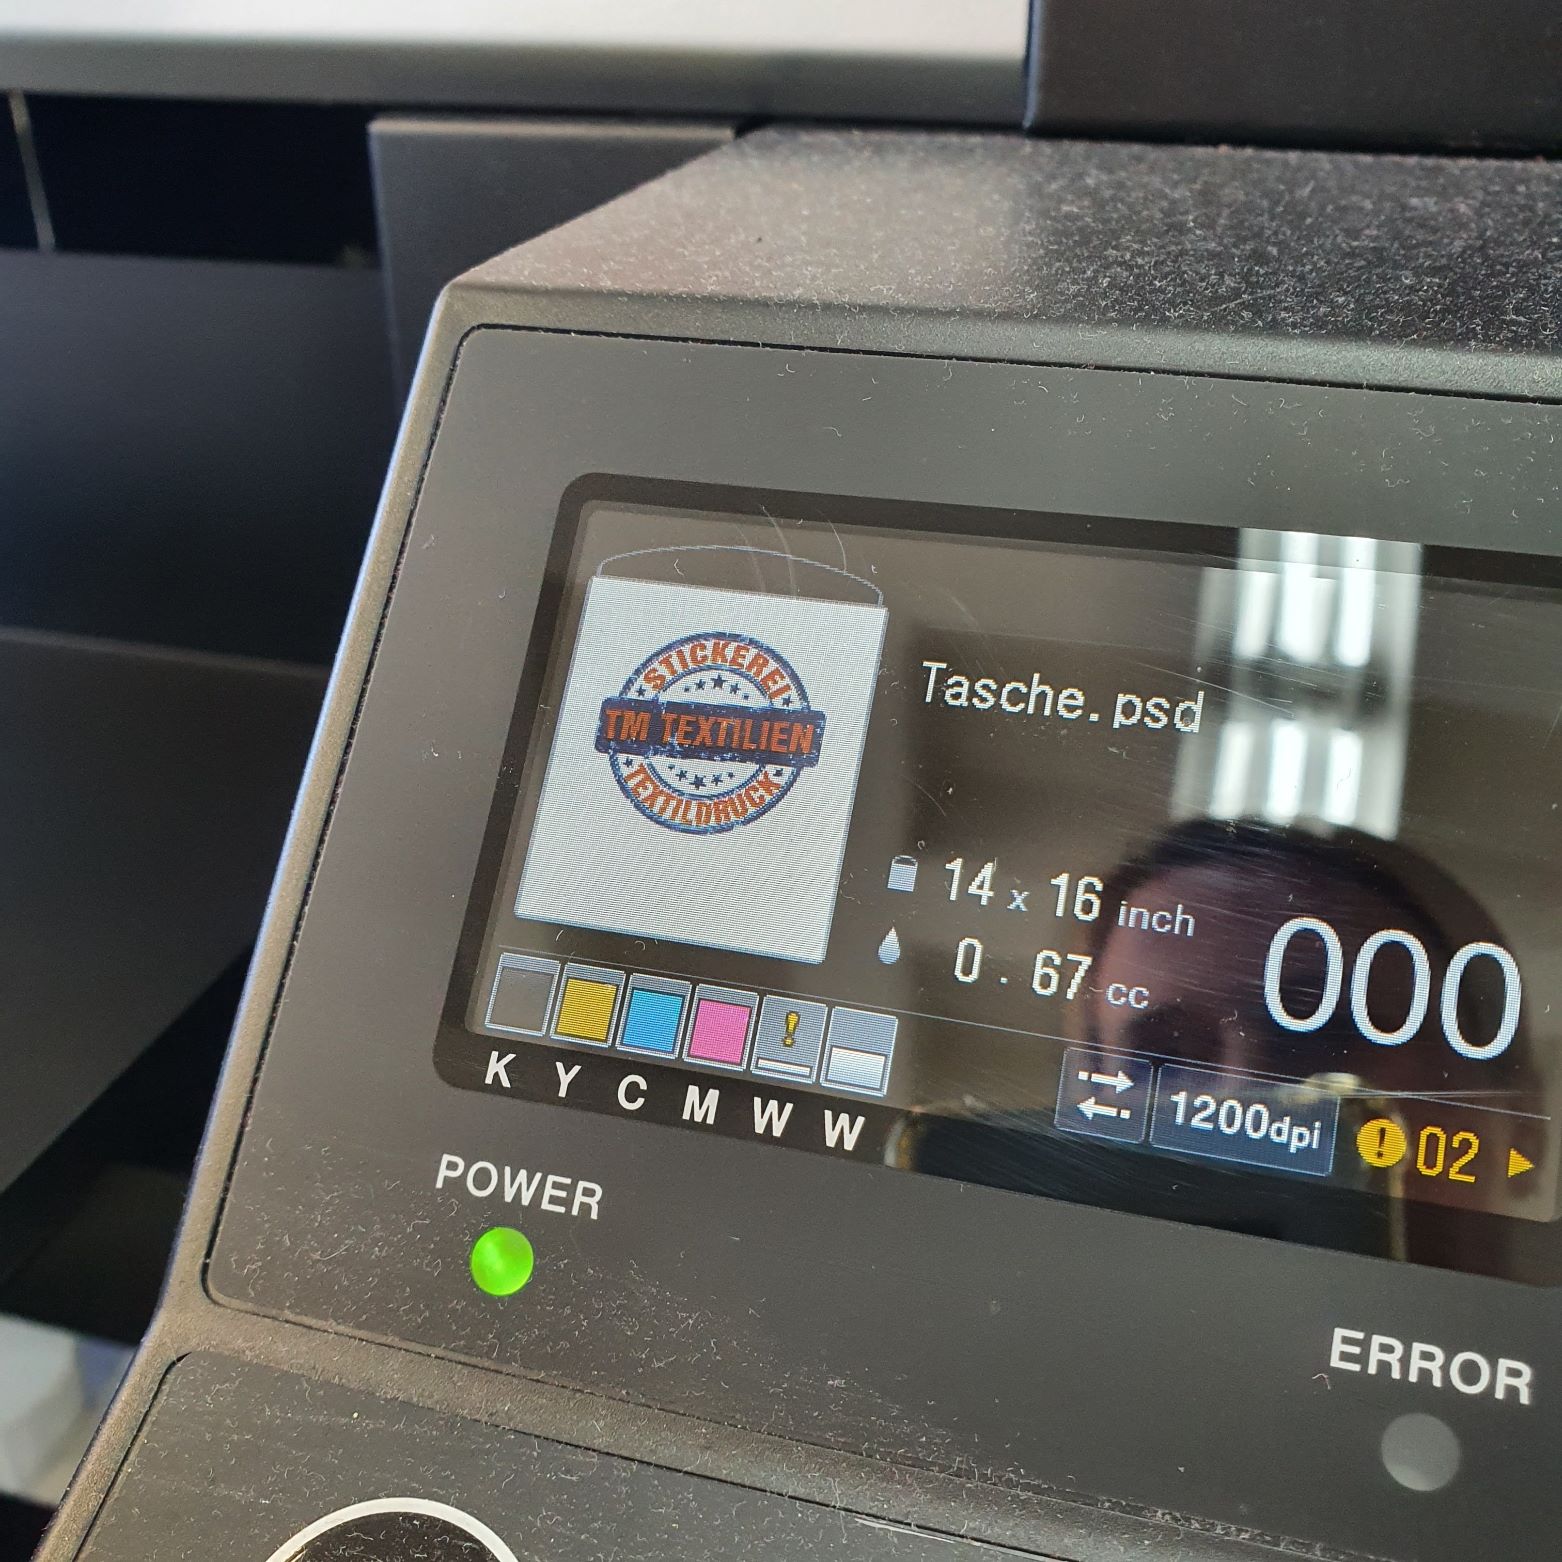 STICKEREI
TM TEXTILIEN
TEXTILDRUCK
Tasche.psd
14 x 16 inch
0.67 cc
000
K Y C M W W
1200dpi
! 02
POWER
ERROR